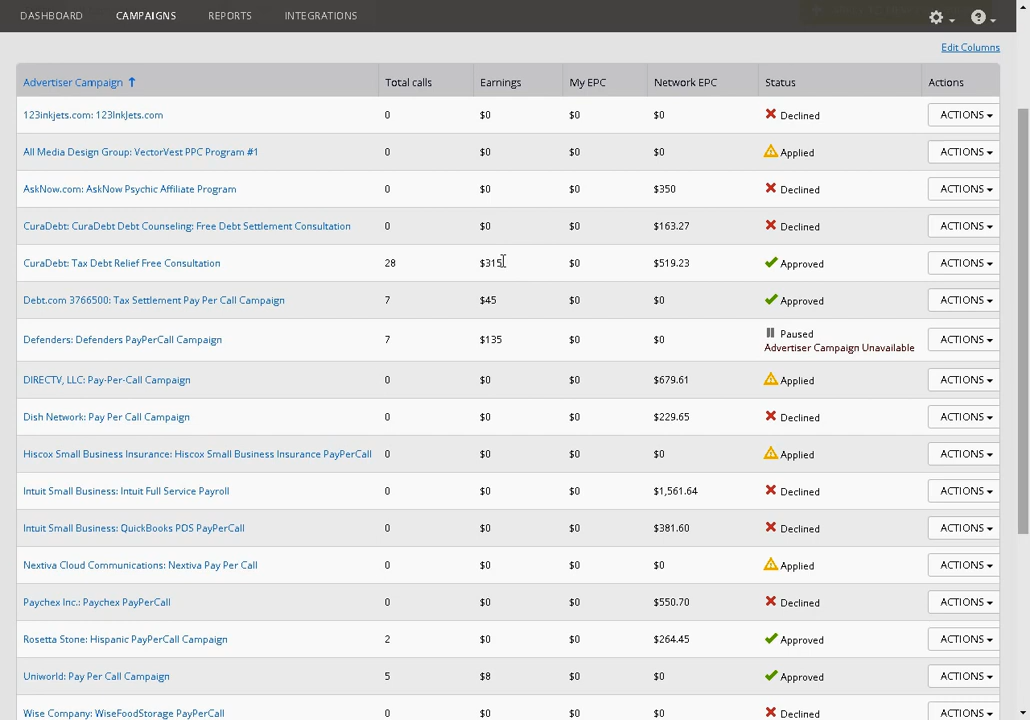 DASHBOARD CAMPAIGNS REPORTS INTEGRATIONS
Edit Columns
Advertiser Campaign Total calls Earnings My EPC Network EPC Status Actions
123inkjets.com: 123InkJets.com 0 $0 $0 $0 Declined ACTIONS
All Media Design Group: VectorVest PPC Program #1 0 $0 $0 $0 Applied ACTIONS
AskNow.com: AskNow Psychic Affiliate Program 0 $0 $0 $350 Declined ACTIONS
CuraDebt: CuraDebt Debt Counseling: Free Debt Settlement Consultation 0 $0 $0 $163.27 Declined ACTIONS
CuraDebt: Tax Debt Relief Free Consultation 28 $315 $0 $519.23 Approved ACTIONS
Debt.com 3766500: Tax Settlement Pay Per Call Campaign 7 $45 $0 $0 Approved ACTIONS
Defenders: Defenders PayPerCall Campaign 7 $135 $0 $0 Paused ACTIONS
Advertiser Campaign Unavailable
DIRECTV, LLC: Pay-Per-Call Campaign 0 $0 $0 $679.61 Applied ACTIONS
Dish Network: Pay Per Call Campaign 0 $0 $0 $229.65 Declined ACTIONS
Hiscox Small Business Insurance: Hiscox Small Business Insurance PayPerCall 0 $0 $0 $0 Applied ACTIONS
Intuit Small Business: Intuit Full Service Payroll 0 $0 $0 $1,561.64 Declined ACTIONS
Intuit Small Business: QuickBooks POS PayPerCall 0 $0 $0 $381.60 Declined ACTIONS
Nextiva Cloud Communications: Nextiva Pay Per Call 0 $0 $0 $0 Applied ACTIONS
Paychex Inc.: Paychex PayPerCall 0 $0 $0 $550.70 Declined ACTIONS
Rosetta Stone: Hispanic PayPerCall Campaign 2 $0 $0 $264.45 Approved ACTIONS
Uniworld: Pay Per Call Campaign 5 $8 $0 $0 Approved ACTIONS
Wise Company: WiseFoodStorage PayPerCall 0 $0 $0 $0 Declined ACTIONS